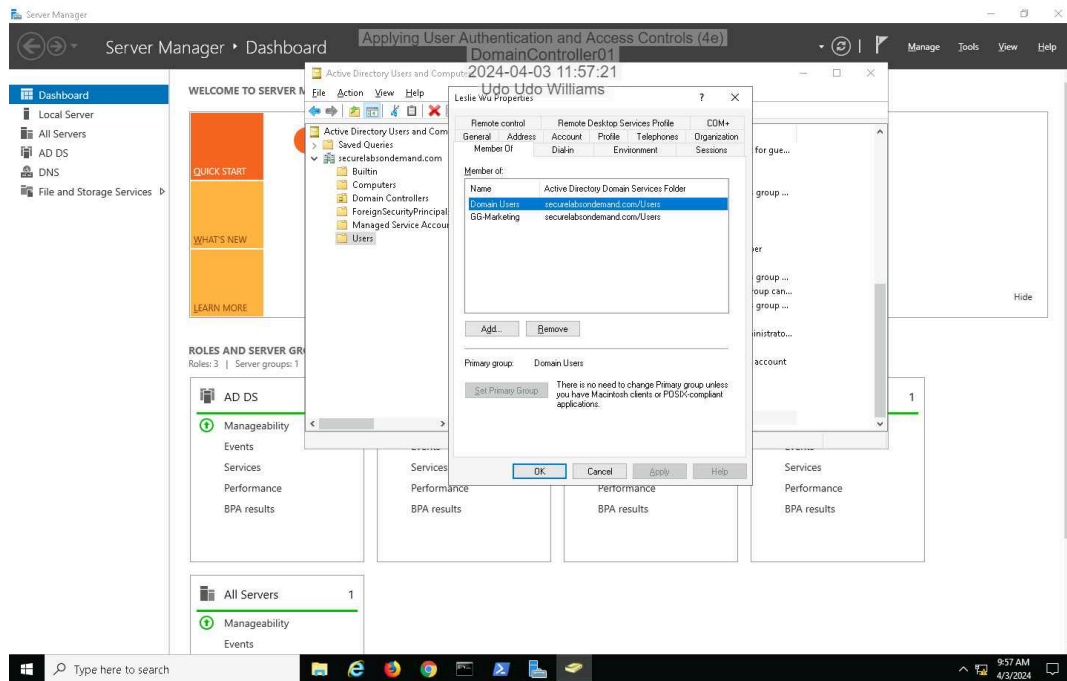 Server Manager
Server Manager • Dashboard
Manage Tools View Help
Applying User Authentication and Access Controls (4e)
DomainController01
2024-04-03 11:57:21
Udo Udo Williams
Dashboard
Local Server
All Servers
AD DS
DNS
File and Storage Services
WELCOME TO SERVER
QUICK START
WHAT'S NEW
LEARN MORE
Hide
ROLES AND SERVER GR
Roles: 3 | Server groups: 1
AD DS
1
Manageability
Events
Services
Performance
BPA results
Services
Performance
BPA results
Performance
BPA results
Services
Performance
BPA results
All Servers 1
Manageability
Events
Active Directory Users and Compu
File Action View Help
Active Directory Users and Com
Saved Queries
securelabsondemand.com
Builtin
Computers
Domain Controllers
ForeignSecurityPrincipal
Managed Service Accour
Users
for gue...
group ...
group ...
oup can...
group ...
inistrato...
account
Leslie Wu Properties
Remote control Remote Desktop Services Profile COM+
General Address Account Profile Telephones Organization
Member Of Dial-in Environment Sessions
Member of:
Name Active Directory Domain Services Folder
Domain Users securelabsondemand.com/Users
GG-Marketing securelabsondemand.com/Users
Add... Remove
Primary group: Domain Users
Set Primary Group
There is no need to change Primary group unless
you have Macintosh clients or POSIX-compliant
applications.
OK Cancel Apply Help
Type here to search
9:57 AM
4/3/2024